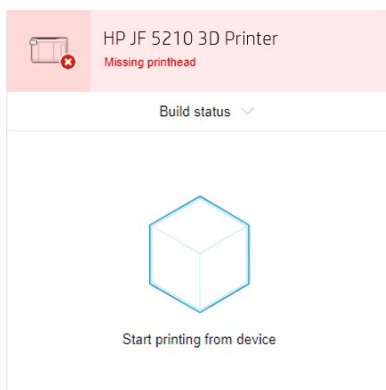 HP JF 5210 3D Printer
Missing printhead
Build status
Start printing from device